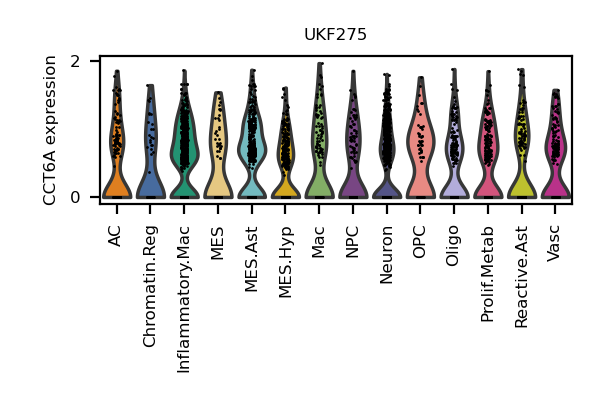 UKF275
CCT6A expression
2
0
AC
Chromatin.Reg
Inflammatory.Mac
MES
MES.Ast
MES.Hyp
Mac
NPC
Neuron
OPC
Oligo
Prolif.Metab
Reactive.Ast
Vasc